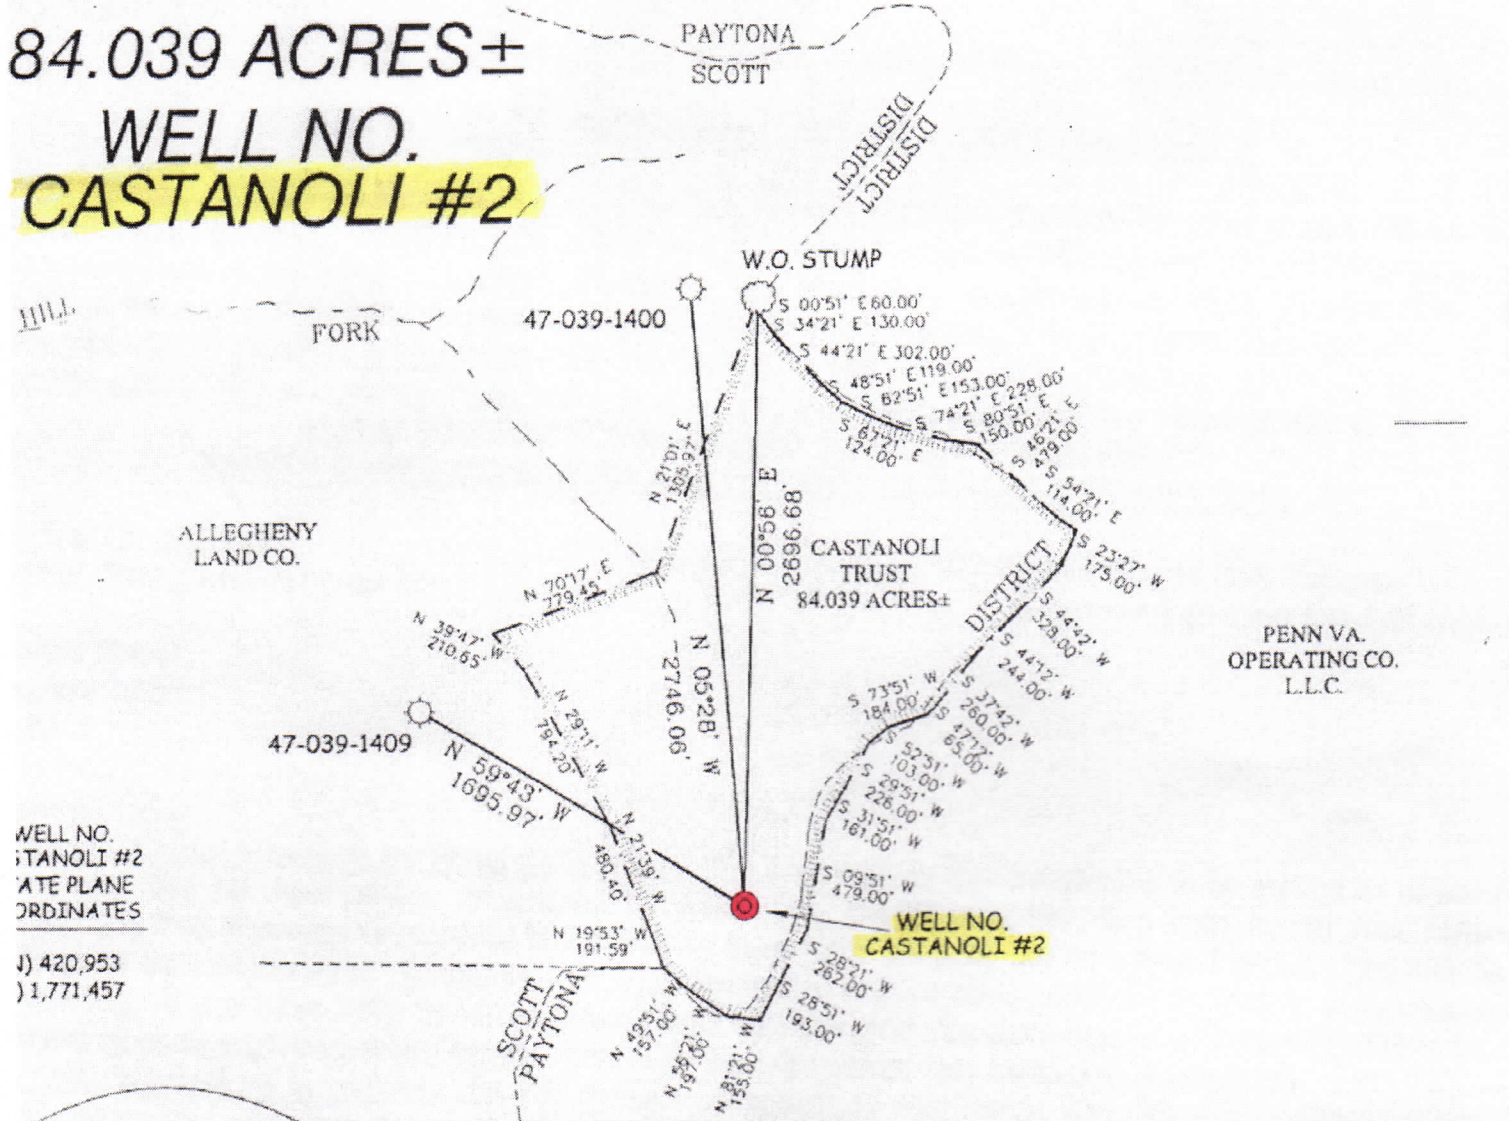 84.039 ACRES±
WELL NO.
CASTANOLI #2
PAYTONA
SCOTT
DISTRICT
DISTRICT
W.O. STUMP
47-039-1400
HILL
FORK
S 00°51' E 60.00'
S 34°21' E 130.00'
S 44°21' E 302.00'
S 48°51' E 119.00'
S 62°51' E 153.00'
S 74°21' E 228.00'
S 80°51' E
150.00'
S 46°21' E
479.00'
S 67°21' E
124.00'
S 54°21' E
114.00'
N 21°01' E
1305.97'
N 00°56' E
2696.68'
ALLEGHENY
LAND CO.
CASTANOLI
TRUST
84.039 ACRES±
DISTRICT
S 23°27' W
175.00'
N 70°17' E
779.45'
N 39°47' W
210.65'
S 44°42' W
328.00'
S 44°12' W
244.00'
PENN VA.
OPERATING CO.
L.L.C.
N 05°28' W
2746.06'
S 73°51' W
184.00'
S 37°42' W
260.00'
S 47°12' W
65.00'
47-039-1409
N 29°11' W
794.20'
N 59°43' W
1695.97'
S 52°51' W
103.00'
S 29°51' W
226.00'
S 31°51' W
161.00'
WELL NO.
STANOLI #2
ATE PLANE
ORDINATES
N) 420,953
) 1,771,457
N 21°39' W
480.40'
S 09°51' W
479.00'
WELL NO.
CASTANOLI #2
N 19°53' W
191.59'
S 28°21' W
262.00'
S 28°51' W
193.00'
SCOTT
PAYTONA
N 49°51' W
157.00'
N 197.00'
N 81°21' W
155.00'